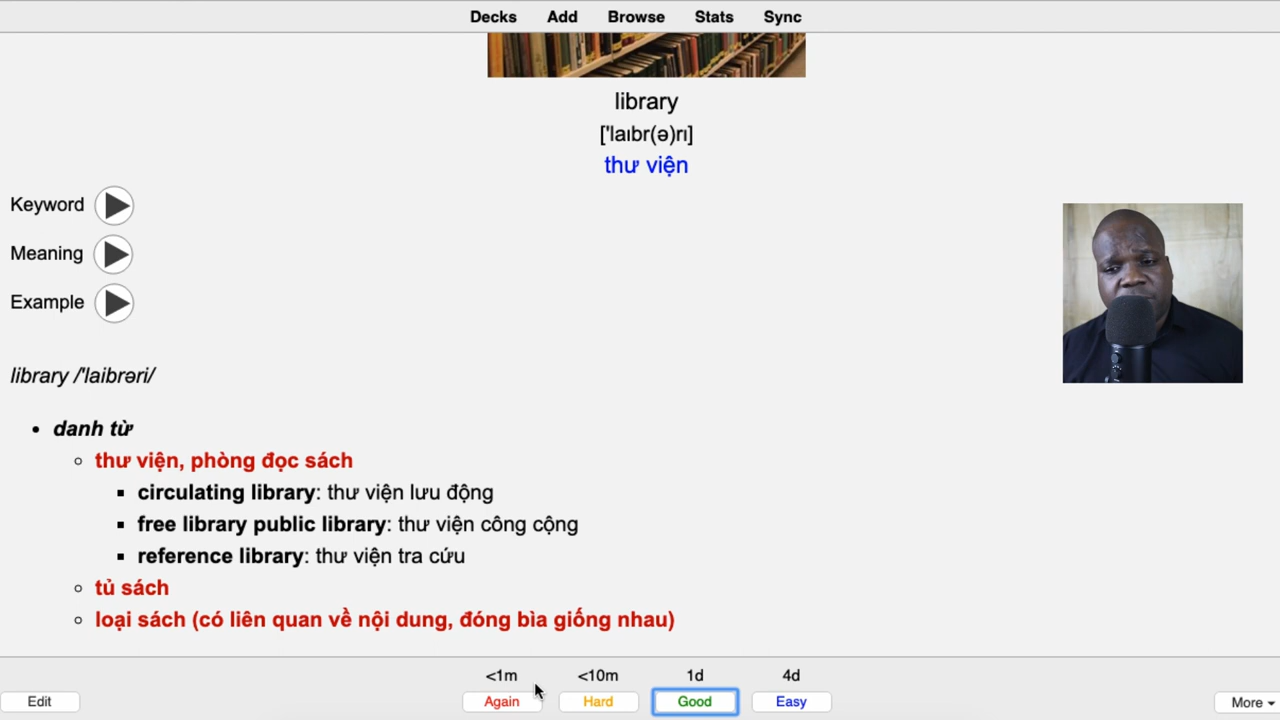 Decks Add Browse Stats Sync
library
['laɪbr(ə)rɪ]
thư viện
Keyword
Meaning
Example
library /'laibrəri/
danh từ
thư viện, phòng đọc sách
circulating library: thư viện lưu động
free library public library: thư viện công cộng
reference library: thư viện tra cứu
tủ sách
loại sách (có liên quan về nội dung, đóng bìa giống nhau)
<1m <10m 1d 4d
Edit Again Hard Good Easy More